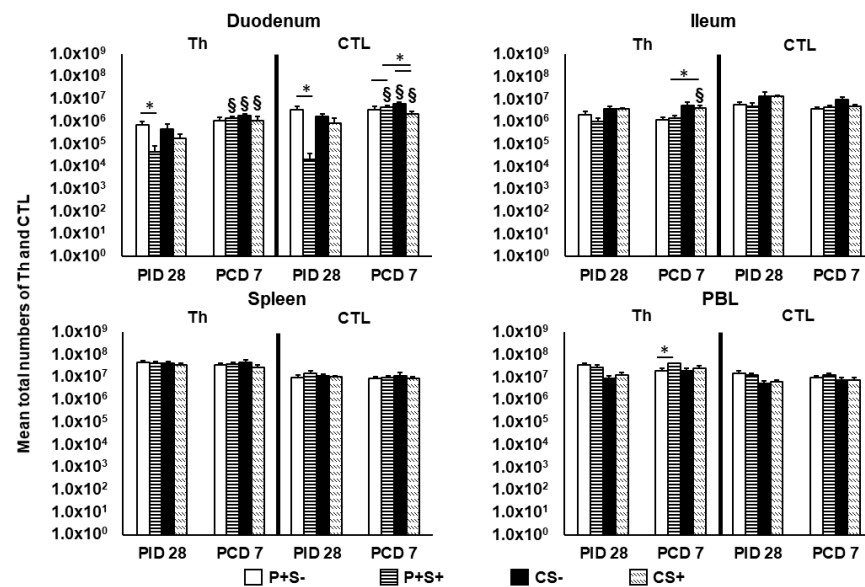 Duodenum
Th CTL
1.0x10⁹
1.0x10⁸
1.0x10⁷
1.0x10⁶
1.0x10⁵
1.0x10⁴
1.0x10³
1.0x10²
1.0x10¹
1.0x10⁰
*
§ § §
*
*
§ § §
PID 28 PCD 7 PID 28 PCD 7
Ileum
Th CTL
1.0x10⁹
1.0x10⁸
1.0x10⁷
1.0x10⁶
1.0x10⁵
1.0x10⁴
1.0x10³
1.0x10²
1.0x10¹
1.0x10⁰
*
§
PID 28 PCD 7 PID 28 PCD 7
Mean total numbers of Th and CTL
Spleen
Th CTL
1.0x10⁹
1.0x10⁸
1.0x10⁷
1.0x10⁶
1.0x10⁵
1.0x10⁴
1.0x10³
1.0x10²
1.0x10¹
1.0x10⁰
PID 28 PCD 7 PID 28 PCD 7
PBL
Th CTL
1.0x10⁹
1.0x10⁸
1.0x10⁷
1.0x10⁶
1.0x10⁵
1.0x10⁴
1.0x10³
1.0x10²
1.0x10¹
1.0x10⁰
*
PID 28 PCD 7 PID 28 PCD 7
P+S- P+S+ CS- CS+